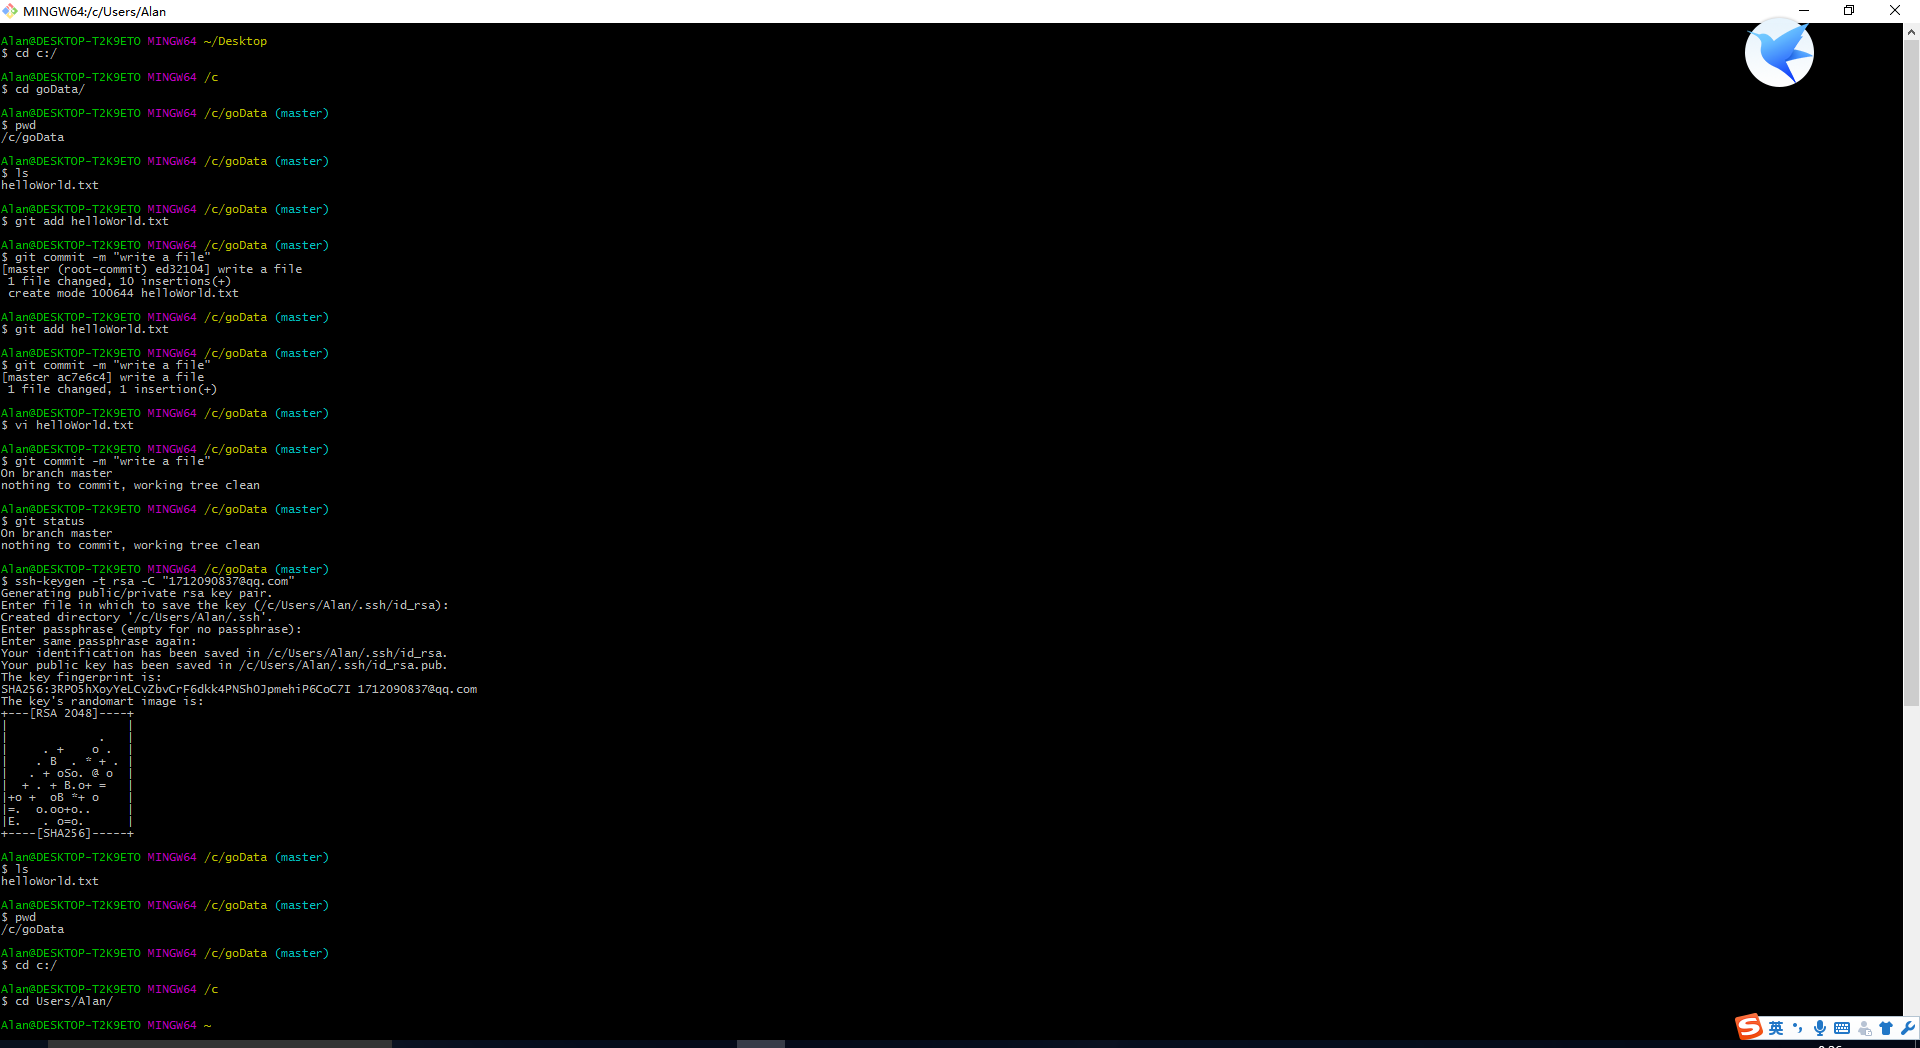 MINGW64:/c/Users/Alan
Alan@DESKTOP-T2K9ETO MINGW64 ~/Desktop
$ cd c:/
Alan@DESKTOP-T2K9ETO MINGW64 /c
$ cd goData/
Alan@DESKTOP-T2K9ETO MINGW64 /c/goData (master)
$ pwd
/c/goData
Alan@DESKTOP-T2K9ETO MINGW64 /c/goData (master)
$ ls
helloWorld.txt
Alan@DESKTOP-T2K9ETO MINGW64 /c/goData (master)
$ git add helloWorld.txt
Alan@DESKTOP-T2K9ETO MINGW64 /c/goData (master)
$ git commit -m "write a file"
[master (root-commit) ed32104] write a file
 1 file changed, 10 insertions(+)
 create mode 100644 helloWorld.txt
Alan@DESKTOP-T2K9ETO MINGW64 /c/goData (master)
$ git add helloWorld.txt
Alan@DESKTOP-T2K9ETO MINGW64 /c/goData (master)
$ git commit -m "write a file"
[master ac7e6c4] write a file
 1 file changed, 1 insertion(+)
Alan@DESKTOP-T2K9ETO MINGW64 /c/goData (master)
$ vi helloWorld.txt
Alan@DESKTOP-T2K9ETO MINGW64 /c/goData (master)
$ git commit -m "write a file"
On branch master
nothing to commit, working tree clean
Alan@DESKTOP-T2K9ETO MINGW64 /c/goData (master)
$ git status
On branch master
nothing to commit, working tree clean
Alan@DESKTOP-T2K9ETO MINGW64 /c/goData (master)
$ ssh-keygen -t rsa -C "1712090837@qq.com"
Generating public/private rsa key pair.
Enter file in which to save the key (/c/Users/Alan/.ssh/id_rsa):
Created directory '/c/Users/Alan/.ssh'.
Enter passphrase (empty for no passphrase):
Enter same passphrase again:
Your identification has been saved in /c/Users/Alan/.ssh/id_rsa.
Your public key has been saved in /c/Users/Alan/.ssh/id_rsa.pub.
The key fingerprint is:
SHA256:3RPO5hXoyYeLCvZbvCrF6dkk4PNShOJpmehiP6CoC7I 1712090837@qq.com
The key's randomart image is:
+---[RSA 2048]----+
|                 |
|             .   |
|     . +    o .  |
|    . B  . * + . |
|   . + oSo. @ o  |
|  + . + B.o+ =   |
|+o +  oB *+ o    |
|=.  o.oo+o..     |
|E.   . o=o.      |
+----[SHA256]-----+
Alan@DESKTOP-T2K9ETO MINGW64 /c/goData (master)
$ ls
helloWorld.txt
Alan@DESKTOP-T2K9ETO MINGW64 /c/goData (master)
$ pwd
/c/goData
Alan@DESKTOP-T2K9ETO MINGW64 /c/goData (master)
$ cd c:/
Alan@DESKTOP-T2K9ETO MINGW64 /c
$ cd Users/Alan/
Alan@DESKTOP-T2K9ETO MINGW64 ~
S 英